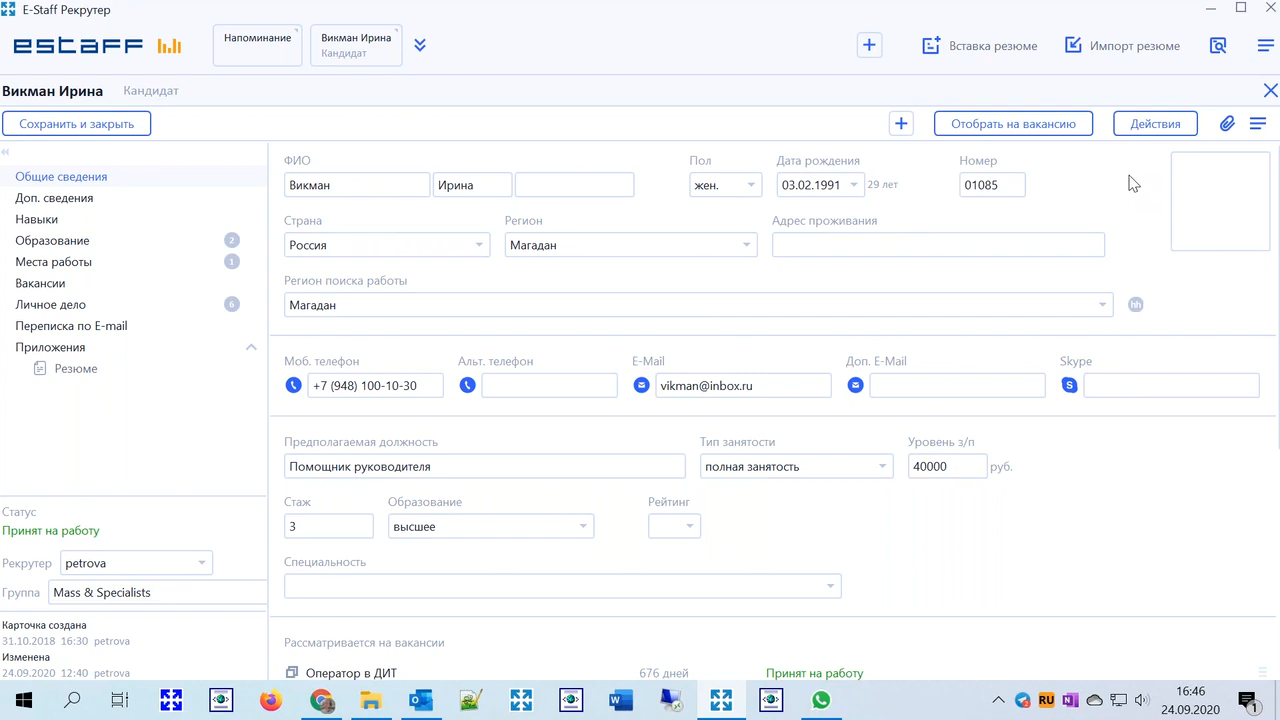 E-Staff Рекрутер
estaff
Напоминание
Викман Ирина
Кандидат
Вставка резюме
Импорт резюме
Викман Ирина Кандидат
Сохранить и закрыть
Отобрать на вакансию
Действия
Общие сведения
Доп. сведения
Навыки
Образование 2
Места работы 1
Вакансии
Личное дело 6
Переписка по E-mail
Приложения
Резюме
Статус
Принят на работу
Рекрутер petrova
Группа Mass & Specialists
Карточка создана
31.10.2018 16:30 petrova
Изменена
24.09.2020 12:40 petrova
ФИО Пол Дата рождения Номер
Викман Ирина жен. 03.02.1991 29 лет 01085
Страна Регион Адрес проживания
Россия Магадан
Регион поиска работы
Магадан hh
Моб. телефон Альт. телефон E-Mail Доп. E-Mail Skype
+7 (948) 100-10-30 vikman@inbox.ru S
Предполагаемая должность Тип занятости Уровень з/п
Помощник руководителя полная занятость 40000 руб.
Стаж Образование Рейтинг
3 высшее
Специальность
Рассматривается на вакансии
Оператор в ДИТ 676 дней Принят на работу
RU
16:46
24.09.2020
1